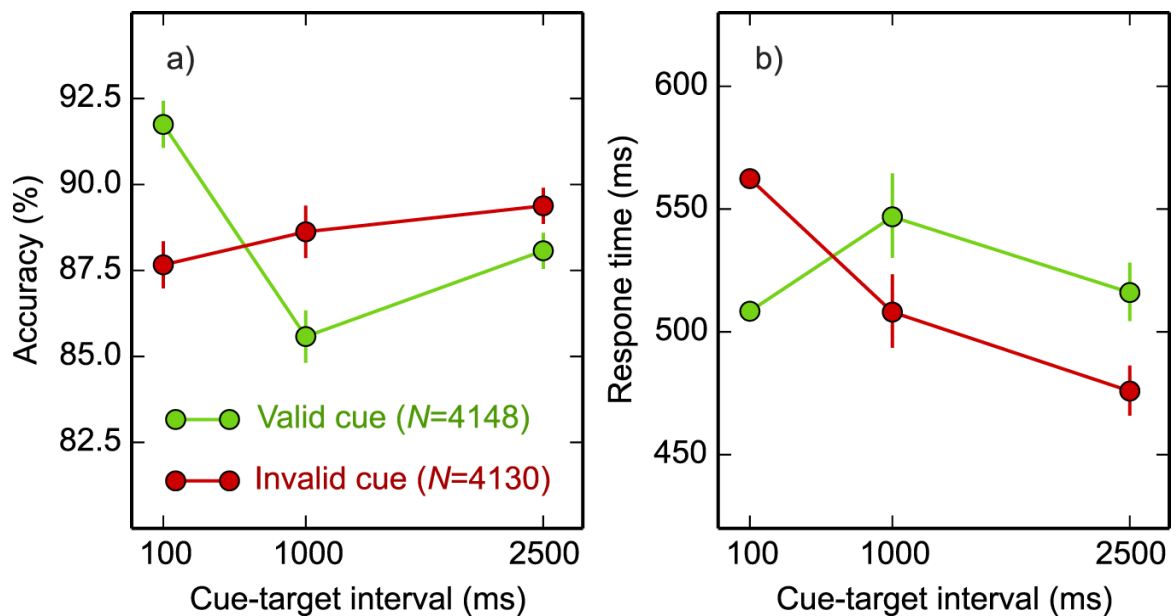 a)
Accuracy (%)
92.5
90.0
87.5
85.0
82.5
Valid cue (N=4148)
Invalid cue (N=4130)
100 1000 2500
Cue-target interval (ms)
b)
Respone time (ms)
600
550
500
450
100 1000 2500
Cue-target interval (ms)